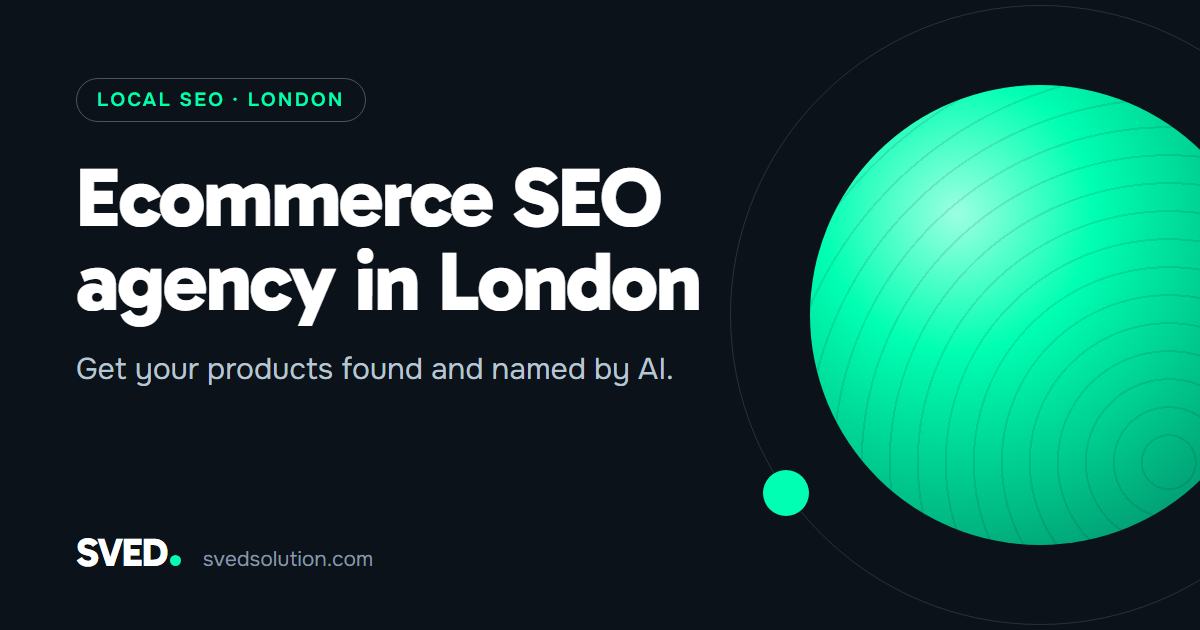 LOCAL SEO · LONDON
Ecommerce SEO
agency in London
Get your products found and named by AI.
SVED.
svedsolution.com